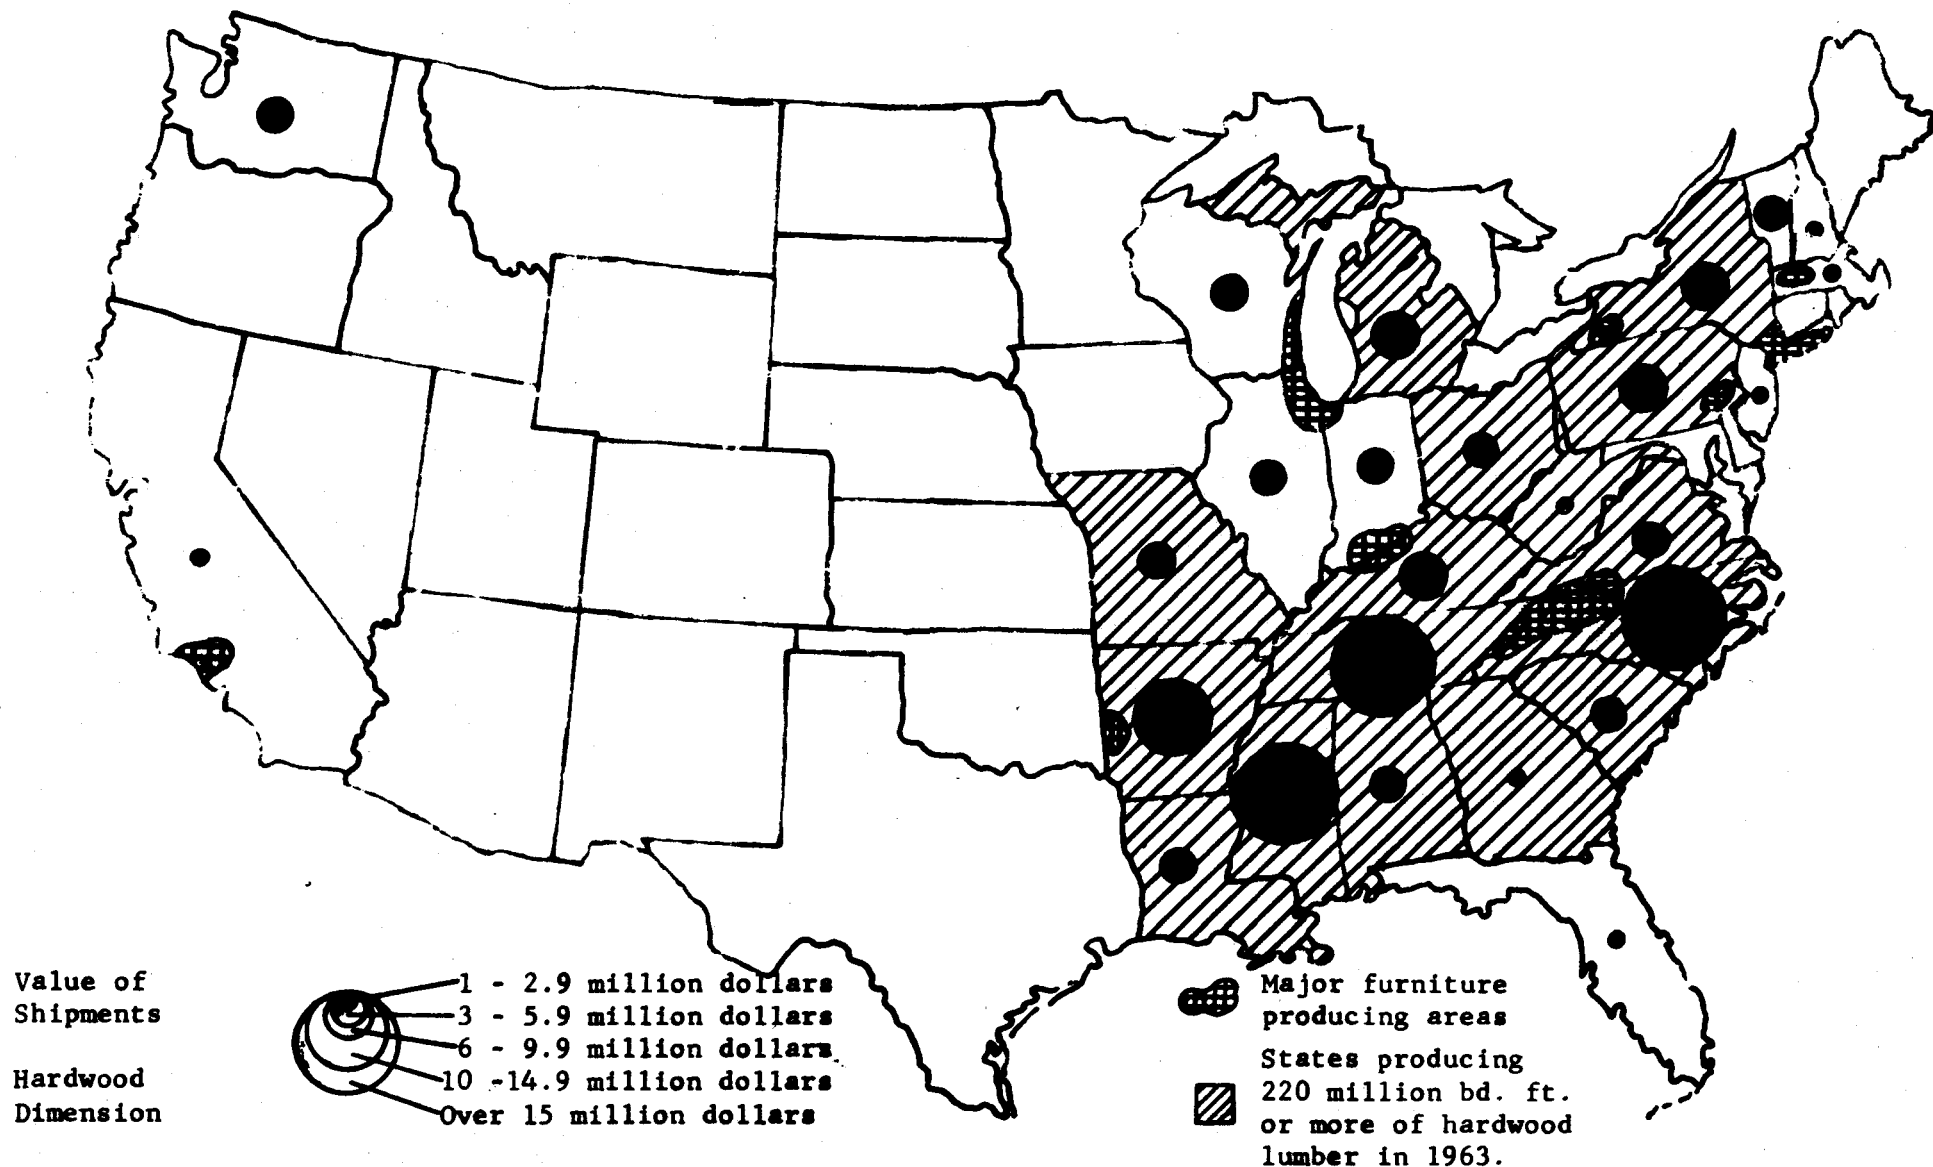 Value of
Shipments
Hardwood
Dimension
1 - 2.9 million dollars
3 - 5.9 million dollars
6 - 9.9 million dollars
10 -14.9 million dollars
Over 15 million dollars
Major furniture
producing areas
States producing
220 million bd. ft.
or more of hardwood
lumber in 1963.